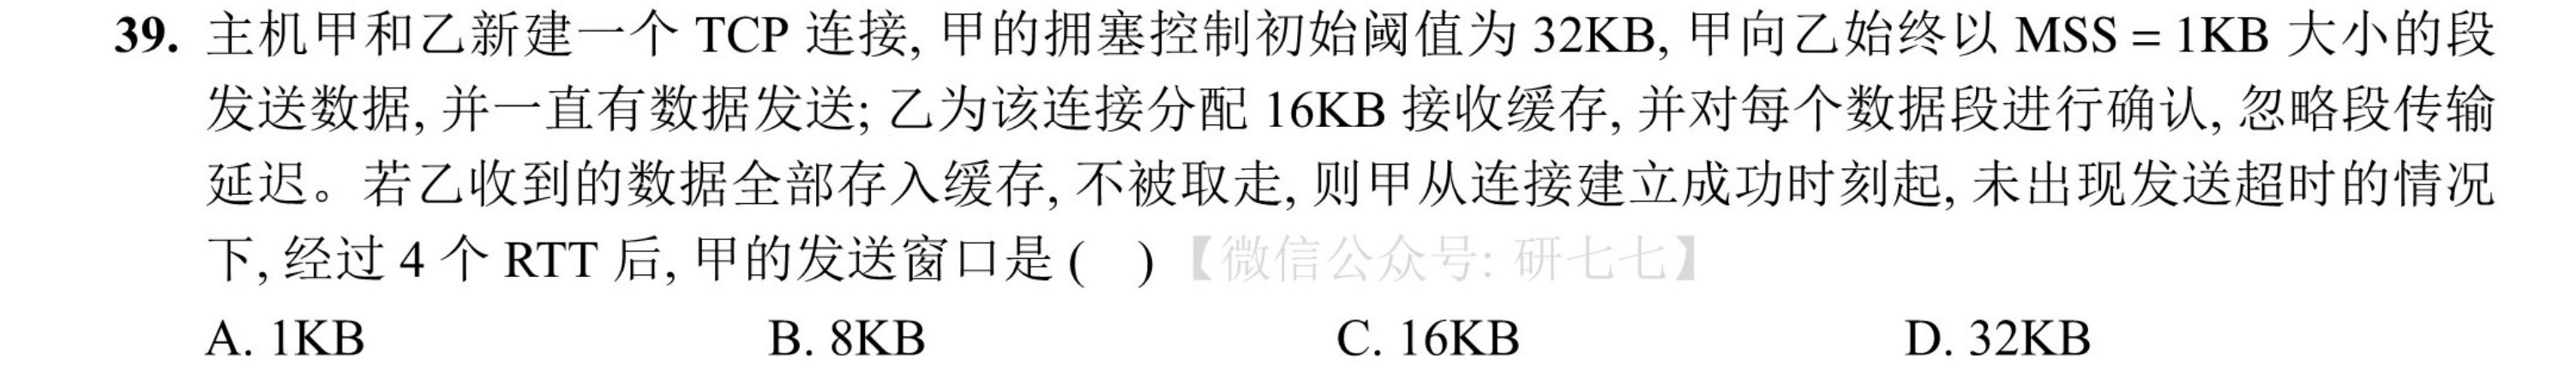 39. 主机甲和乙新建一个 TCP 连接, 甲的拥塞控制初始阈值为 32KB, 甲向乙始终以 MSS = 1KB 大小的段
发送数据, 并一直有数据发送; 乙为该连接分配 16KB 接收缓存, 并对每个数据段进行确认, 忽略段传输
延迟。若乙收到的数据全部存入缓存, 不被取走, 则甲从连接建立成功时刻起, 未出现发送超时的情况
下, 经过 4 个 RTT 后, 甲的发送窗口是 ( ) 【微信公众号: 研七七】
A. 1KB B. 8KB C. 16KB D. 32KB